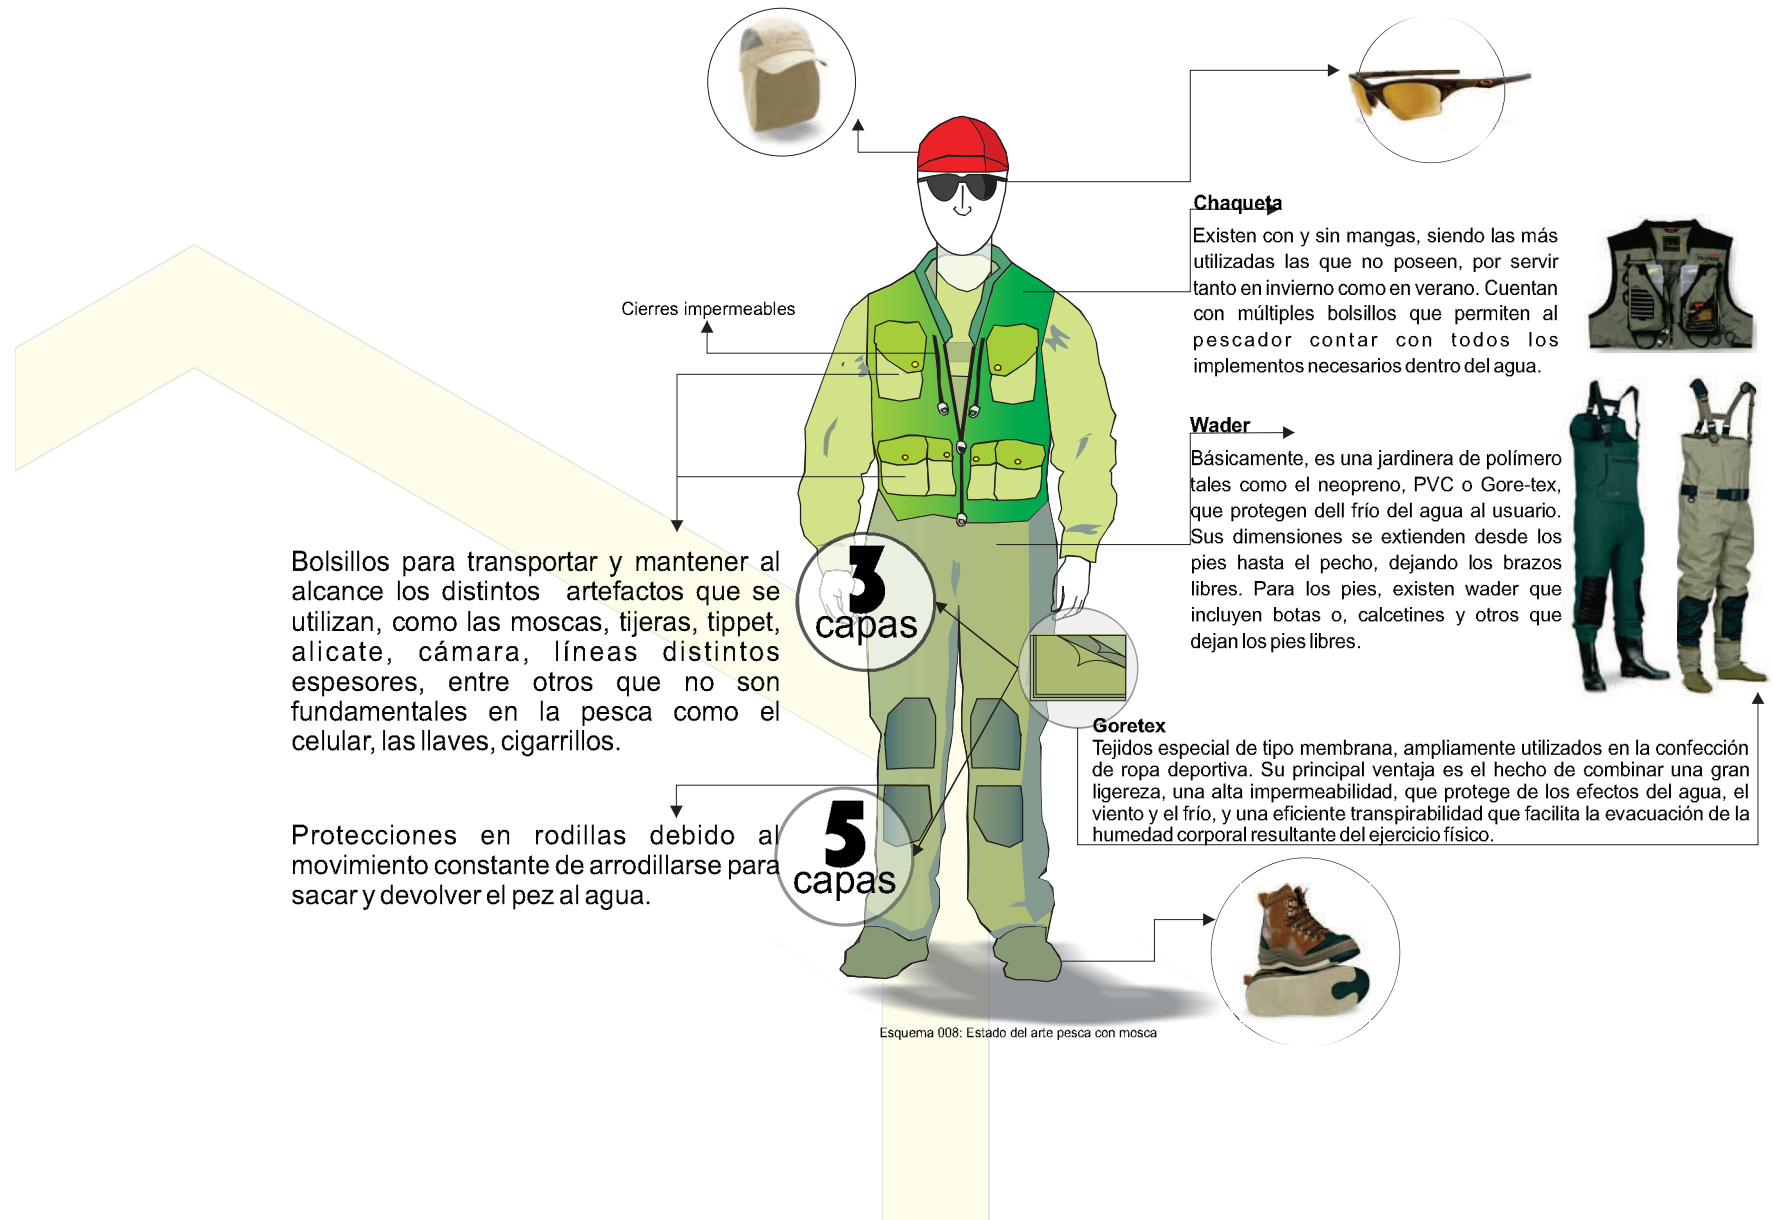 Chaqueta
Existen con y sin mangas, siendo las más
utilizadas las que no poseen, por servir
tanto en invierno como en verano. Cuentan
con múltiples bolsillos que permiten al
pescador contar con todos los
implementos necesarios dentro del agua.
Cierres impermeables
Wader
Básicamente, es una jardinera de polímero
tales como el neopreno, PVC o Gore-tex,
que protegen dell frío del agua al usuario.
Sus dimensiones se extienden desde los
pies hasta el pecho, dejando los brazos
libres. Para los pies, existen wader que
incluyen botas o, calcetines y otros que
dejan los pies libres.
Bolsillos para transportar y mantener al
alcance los distintos artefactos que se
utilizan, como las moscas, tijeras, tippet,
alicate, cámara, líneas distintos
espesores, entre otros que no son
fundamentales en la pesca como el
celular, las llaves, cigarrillos.
3
capas
Goretex
Tejidos especial de tipo membrana, ampliamente utilizados en la confección
de ropa deportiva. Su principal ventaja es el hecho de combinar una gran
ligereza, una alta impermeabilidad, que protege de los efectos del agua, el
viento y el frío, y una eficiente transpirabilidad que facilita la evacuación de la
humedad corporal resultante del ejercicio físico.
Protecciones en rodillas debido al
movimiento constante de arrodillarse para
sacar y devolver el pez al agua.
5
capas
Esquema 008: Estado del arte pesca con mosca